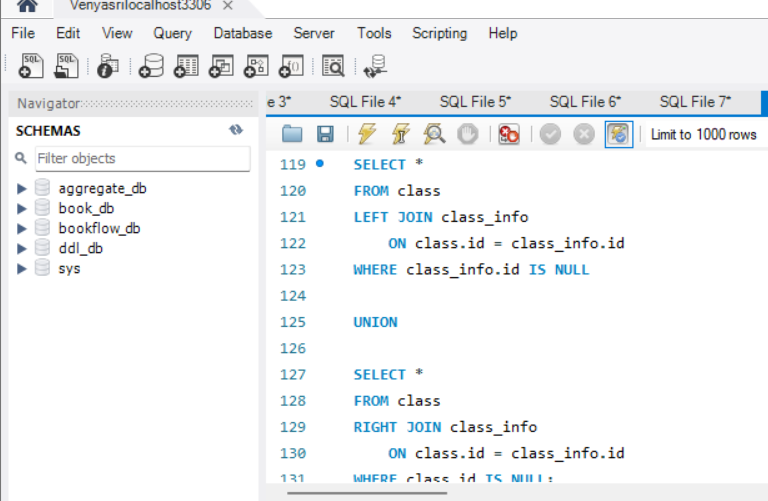 Venyasrilocalhost3306 ×
File Edit View Query Database Server Tools Scripting Help
SQL SQL
Navigator
e 3* SQL File 4* SQL File 5* SQL File 6* SQL File 7*
SCHEMAS
Limit to 1000 rows
Filter objects
aggregate_db
book_db
bookflow_db
ddl_db
sys
119 SELECT *
120 FROM class
121 LEFT JOIN class_info
122 ON class.id = class_info.id
123 WHERE class_info.id IS NULL
124
125 UNION
126
127 SELECT *
128 FROM class
129 RIGHT JOIN class_info
130 ON class.id = class_info.id
131 WHERE class.id IS NULL;